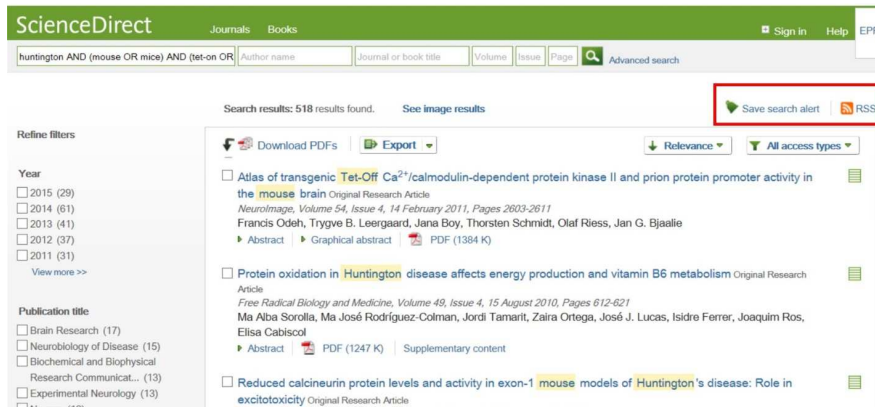 ScienceDirect Journals Books Sign in Help EPF
huntington AND (mouse OR mice) AND (tet-on OR Author name Journal or book title Volume Issue Page Advanced search
Search results: 518 results found. See image results Save search alert RSS
Refine filters
Download PDFs Export Relevance All access types
Year
2015 (29)
2014 (61)
2013 (41)
2012 (37)
2011 (31)
View more >>
Publication title
Brain Research (17)
Neurobiology of Disease (15)
Biochemical and Biophysical
Research Communicat... (13)
Experimental Neurology (13)
Atlas of transgenic Tet-Off Ca2+/calmodulin-dependent protein kinase II and prion protein promoter activity in
the mouse brain Original Research Article
NeuroImage, Volume 54, Issue 4, 14 February 2011, Pages 2603-2611
Francis Odeh, Trygve B. Leergaard, Jana Boy, Thorsten Schmidt, Olaf Riess, Jan G. Bjaalie
Abstract Graphical abstract PDF (1384 K)
Protein oxidation in Huntington disease affects energy production and vitamin B6 metabolism Original Research
Article
Free Radical Biology and Medicine, Volume 49, Issue 4, 15 August 2010, Pages 612-621
Ma Alba Sorolla, Ma José Rodríguez-Colman, Jordi Tamarit, Zaira Ortega, José J. Lucas, Isidre Ferrer, Joaquim Ros,
Elisa Cabiscol
Abstract PDF (1247 K) Supplementary content
Reduced calcineurin protein levels and activity in exon-1 mouse models of Huntington's disease: Role in
excitotoxicity Original Research Article